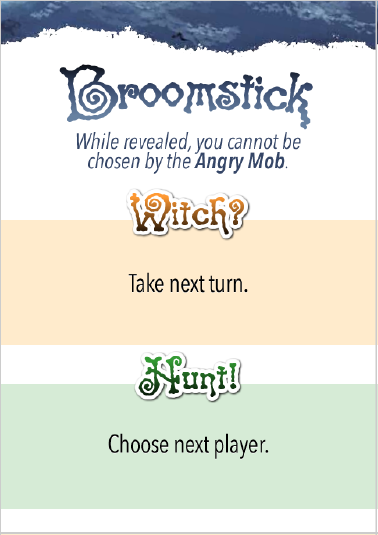 Broomstick
While revealed, you cannot be
chosen by the Angry Mob.
Witch?
Take next turn.
Hunt!
Choose next player.